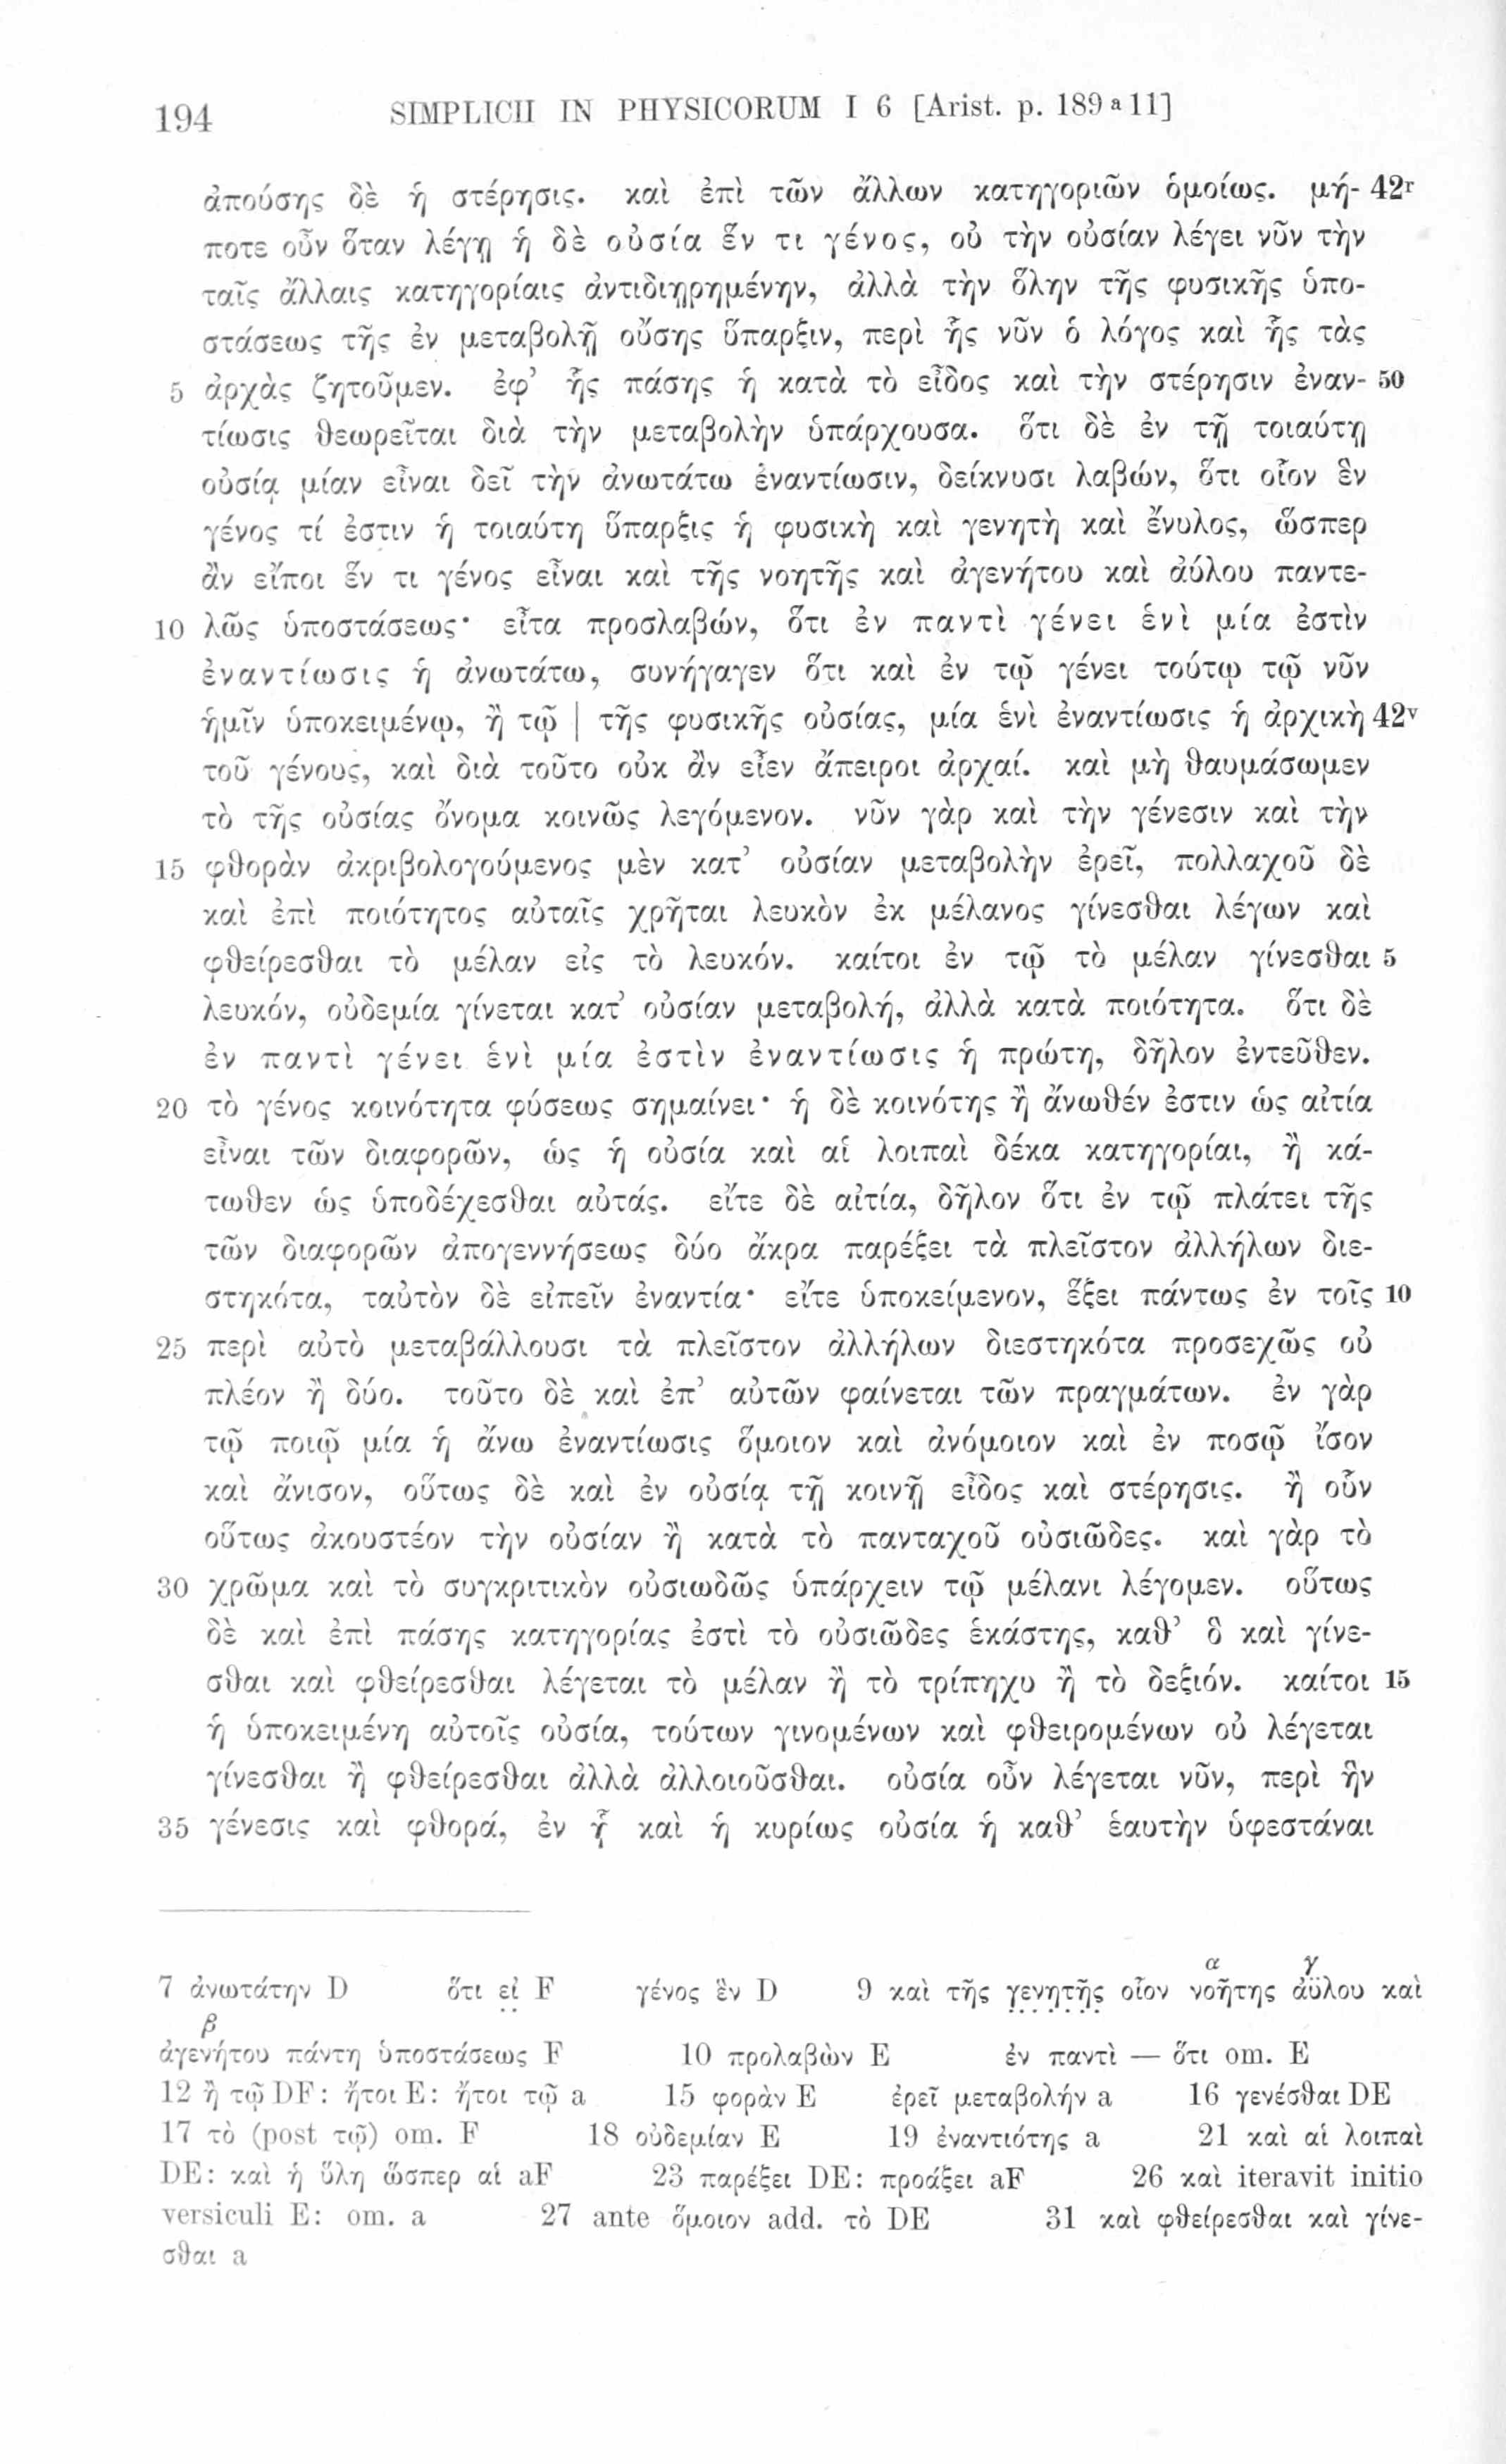 194 SIMPLICII IN PHYSICORUM I 6 [Arist. p. 189 a 11]
ἀπούσης δὲ ἡ στέρησις. καὶ ἐπὶ τῶν ἄλλων κατηγοριῶν ὁμοίως. μή- 42r
ποτε οὖν ὅταν λέγῃ ἡ δὲ οὐσία ἕν τι γένος, οὐ τὴν οὐσίαν λέγει νῦν τὴν
ταῖς ἄλλαις κατηγορίαις ἀντιδιῃρημένην, ἀλλὰ τὴν ὅλην τῆς φυσικῆς ὑπο-
στάσεως τῆς ἐν μεταβολῇ οὔσης ὕπαρξιν, περὶ ἧς νῦν ὁ λόγος καὶ ἧς τὰς
5 ἀρχὰς ζητοῦμεν. ἐφ’ ἧς πάσης ἡ κατὰ τὸ εἶδος καὶ τὴν στέρησιν ἐναν- 50
τίωσις θεωρεῖται διὰ τὴν μεταβολὴν ὑπάρχουσα. ὅτι δὲ ἐν τῇ τοιαύτῃ
οὐσίᾳ μίαν εἶναι δεῖ τὴν ἀνωτάτω ἐναντίωσιν, δείκνυσι λαβών, ὅτι οἷον ἓν
γένος τί ἐστιν ἡ τοιαύτη ὕπαρξις ἡ φυσικὴ καὶ γενητὴ καὶ ἔνυλος, ὥσπερ
ἂν εἴποι ἕν τι γένος εἶναι καὶ τῆς νοητῆς καὶ ἀγενήτου καὶ ἀύλου παντε-
10 λῶς ὑποστάσεως· εἶτα προσλαβών, ὅτι ἐν παντὶ γένει ἑνὶ μία ἐστὶν
ἐναντίωσις ἡ ἀνωτάτω, συνήγαγεν ὅτι καὶ ἐν τῷ γένει τούτῳ τῷ νῦν
ἡμῖν ὑποκειμένῳ, ἢ τῷ | τῆς φυσικῆς οὐσίας, μία ἑνὶ ἐναντίωσις ἡ ἀρχικὴ 42v
τοῦ γένους, καὶ διὰ τοῦτο οὐκ ἂν εἶεν ἄπειροι ἀρχαί. καὶ μὴ θαυμάσωμεν
τὸ τῆς οὐσίας ὄνομα κοινῶς λεγόμενον. νῦν γὰρ καὶ τὴν γένεσιν καὶ τὴν
15 φθορὰν ἀκριβολογούμενος μὲν κατ’ οὐσίαν μεταβολὴν ἐρεῖ, πολλαχοῦ δὲ
καὶ ἐπὶ ποιότητος αὐταῖς χρῆται λευκὸν ἐκ μέλανος γίνεσθαι λέγων καὶ
φθείρεσθαι τὸ μέλαν εἰς τὸ λευκόν. καίτοι ἐν τῷ τὸ μέλαν γίνεσθαι 5
λευκόν, οὐδεμία γίνεται κατ’ οὐσίαν μεταβολή, ἀλλὰ κατὰ ποιότητα. ὅτι δὲ
ἐν παντὶ γένει ἑνὶ μία ἐστὶν ἐναντίωσις ἡ πρώτη, δῆλον ἐντεῦθεν.
20 τὸ γένος κοινότητα φύσεως σημαίνει· ἡ δὲ κοινότης ἢ ἄνωθέν ἐστιν ὡς αἰτία
εἶναι τῶν διαφορῶν, ὡς ἡ οὐσία καὶ αἱ λοιπαὶ δέκα κατηγορίαι, ἢ κά-
τωθεν ὡς ὑποδέχεσθαι αὐτάς. εἴτε δὲ αἰτία, δῆλον ὅτι ἐν τῷ πλάτει τῆς
τῶν διαφορῶν ἀπογεννήσεως δύο ἄκρα παρέξει τὰ πλεῖστον ἀλλήλων διε-
στηκότα, ταὐτὸν δὲ εἰπεῖν ἐναντία· εἴτε ὑποκείμενον, ἕξει πάντως ἐν τοῖς 10
25 περὶ αὐτὸ μεταβάλλουσι τὰ πλεῖστον ἀλλήλων διεστηκότα προσεχῶς οὐ
πλέον ἢ δύο. τοῦτο δὲ καὶ ἐπ’ αὐτῶν φαίνεται τῶν πραγμάτων. ἐν γὰρ
τῷ ποιῷ μία ἡ ἄνω ἐναντίωσις ὅμοιον καὶ ἀνόμοιον καὶ ἐν ποσῷ ἴσον
καὶ ἄνισον, οὕτως δὲ καὶ ἐν οὐσίᾳ τῇ κοινῇ εἶδος καὶ στέρησις. ἢ οὖν
οὕτως ἀκουστέον τὴν οὐσίαν ἢ κατὰ τὸ πανταχοῦ οὐσιῶδες. καὶ γὰρ τὸ
30 χρῶμα καὶ τὸ συγκριτικὸν οὐσιωδῶς ὑπάρχειν τῷ μέλανι λέγομεν. οὕτως
δὲ καὶ ἐπὶ πάσης κατηγορίας ἐστὶ τὸ οὐσιῶδες ἑκάστης, καθ’ ὃ καὶ γίνε-
σθαι καὶ φθείρεσθαι λέγεται τὸ μέλαν ἢ τὸ τρίπηχυ ἢ τὸ δεξιόν. καίτοι 15
ἡ ὑποκειμένη αὐτοῖς οὐσία, τούτων γινομένων καὶ φθειρομένων οὐ λέγεται
γίνεσθαι ἢ φθείρεσθαι ἀλλὰ ἀλλοιοῦσθαι. οὐσία οὖν λέγεται νῦν, περὶ ἣν
35 γένεσις καὶ φθορά, ἐν ᾗ καὶ ἡ κυρίως οὐσία ἡ καθ’ ἑαυτὴν ὑφεστάναι
α γ
7 ἀνωτάτην D ὅτι εἰ F γένος ἓν D 9 καὶ τῆς γενητῆς οἷον νοῆτης ἀΰλου καὶ
β
ἀγενήτου πάντη ὑποστάσεως F 10 προλαβὼν E ἐν παντὶ — ὅτι om. E
12 ἢ τῷ DF: ἤτοι E: ἤτοι τῷ a 15 φορὰν E ἐρεῖ μεταβολήν a 16 γενέσθαι DE
17 τὸ (post τῷ) om. F 18 οὐδεμίαν E 19 ἐναντιότης a 21 καὶ αἱ λοιπαὶ
DE: καὶ ἡ ὕλη ὥσπερ αἱ aF 23 παρέξει DE: προάξει aF 26 καὶ iteravit initio
versiculi E: om. a 27 ante ὅμοιον add. τὸ DE 31 καὶ φθείρεσθαι καὶ γίνε-
σθαι a